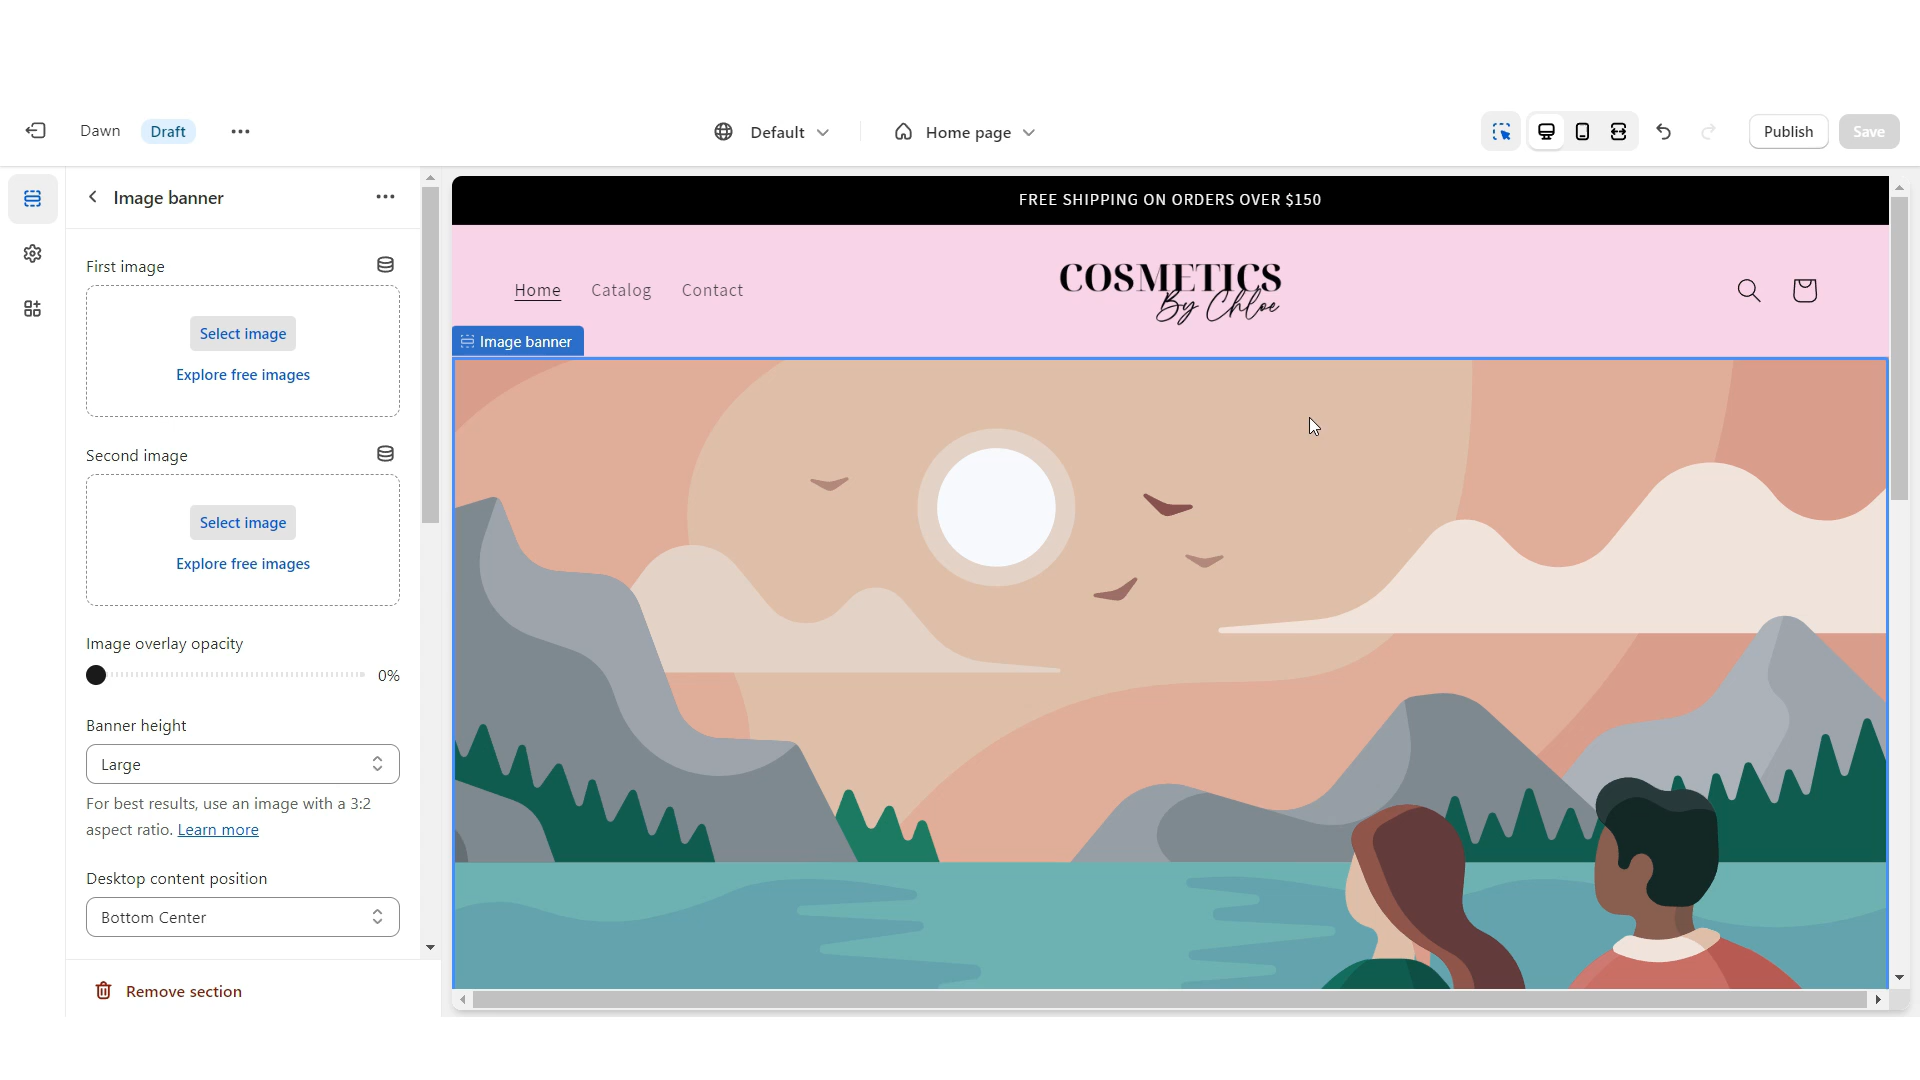 Dawn
Draft
Default
Home page
Publish
Save
Image banner
First image
Select image
Explore free images
Second image
Select image
Explore free images
Image overlay opacity
0%
Banner height
Large
For best results, use an image with a 3:2
aspect ratio. Learn more
Desktop content position
Bottom Center
Remove section
FREE SHIPPING ON ORDERS OVER $150
Home
Catalog
Contact
COSMETICS
By Chloe
Image banner